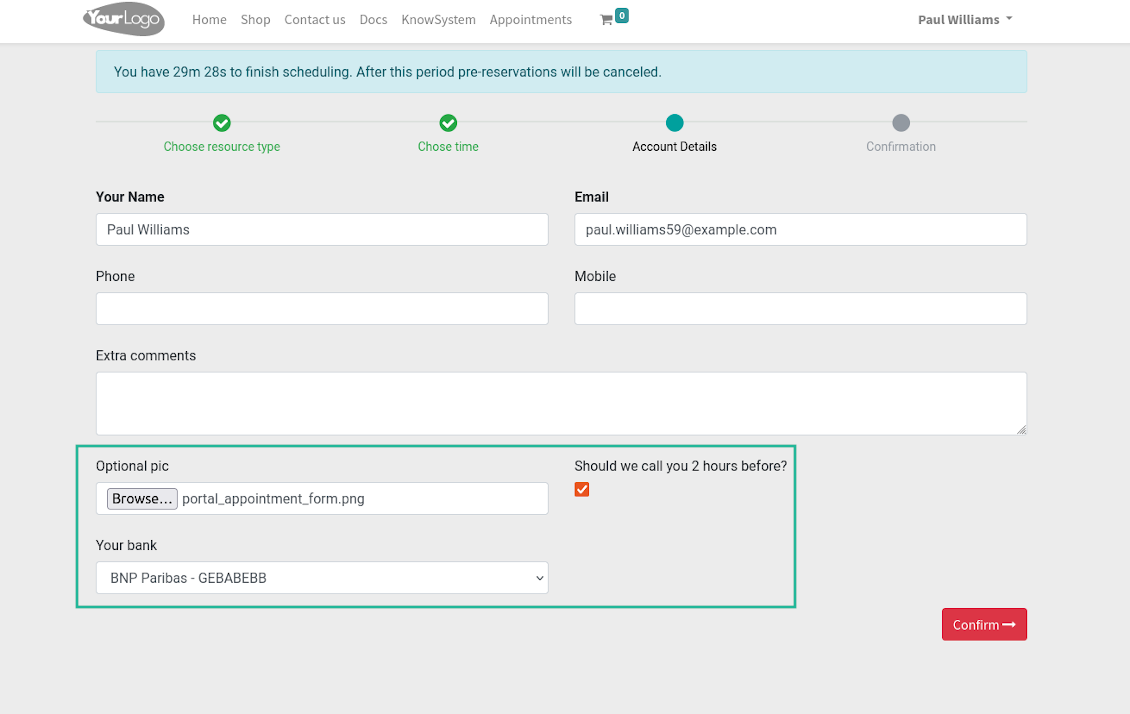 YourLogo Home Shop Contact us Docs KnowSystem Appointments 0 Paul Williams
You have 29m 28s to finish scheduling. After this period pre-reservations will be canceled.
Choose resource type Chose time Account Details Confirmation
Your Name Email
Paul Williams paul.williams59@example.com
Phone Mobile
Extra comments
Optional pic Should we call you 2 hours before?
Browse... portal_appointment_form.png
Your bank
BNP Paribas - GEBABEBB
Confirm